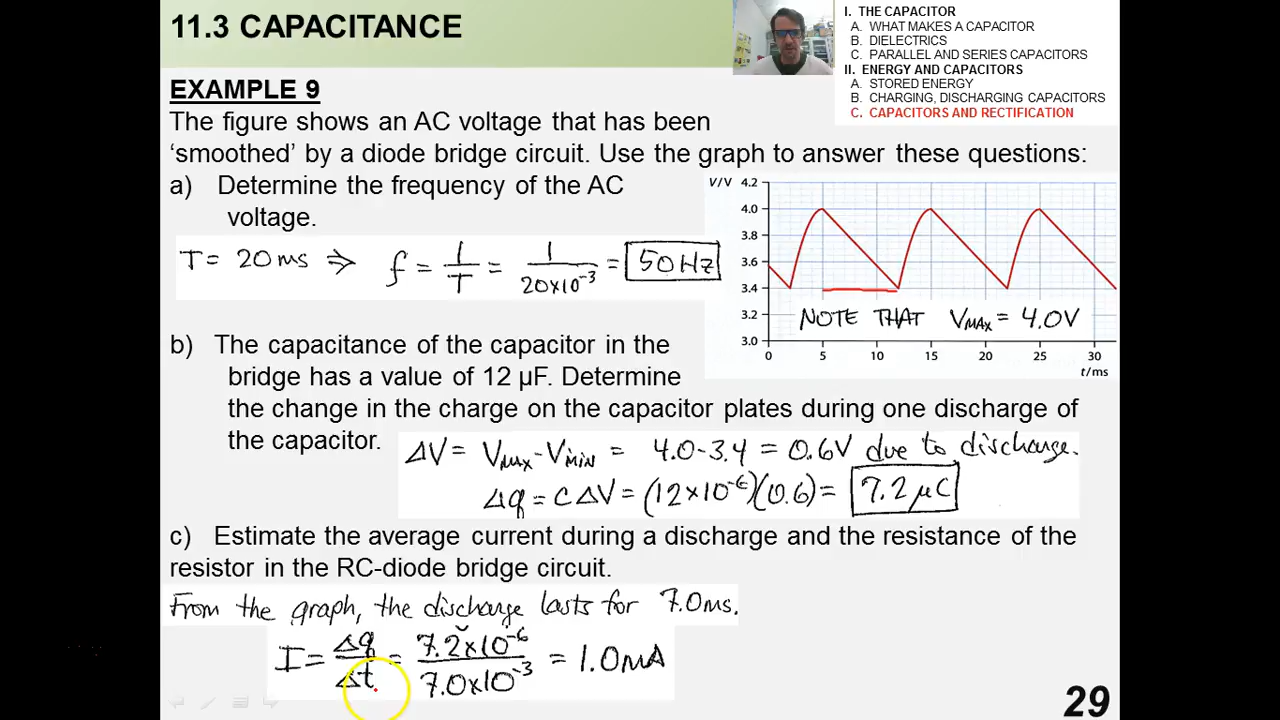 11.3 CAPACITANCE
I. THE CAPACITOR
A. WHAT MAKES A CAPACITOR
B. DIELECTRICS
C. PARALLEL AND SERIES CAPACITORS
II. ENERGY AND CAPACITORS
A. STORED ENERGY
B. CHARGING, DISCHARGING CAPACITORS
C. CAPACITORS AND RECTIFICATION
EXAMPLE 9
The figure shows an AC voltage that has been
‘smoothed’ by a diode bridge circuit. Use the graph to answer these questions:
a) Determine the frequency of the AC
voltage.
T = 20 ms ⇒ f = 1/T = 1/20×10⁻³ = 50 Hz
V/V
4.2
4.0
3.8
3.6
3.4
3.2
3.0
NOTE THAT VMAX = 4.0V
0 5 10 15 20 25 30
t/ms
b) The capacitance of the capacitor in the
bridge has a value of 12 µF. Determine
the change in the charge on the capacitor plates during one discharge of
the capacitor.
ΔV = VMAX - VMIN = 4.0 - 3.4 = 0.6V due to discharge.
Δq = CΔV = (12×10⁻⁶)(0.6) = 7.2 µC
c) Estimate the average current during a discharge and the resistance of the
resistor in the RC-diode bridge circuit.
From the graph, the discharge lasts for 7.0ms.
I = Δq/Δt = 7.2×10⁻⁶/7.0×10⁻³ = 1.0mA
29